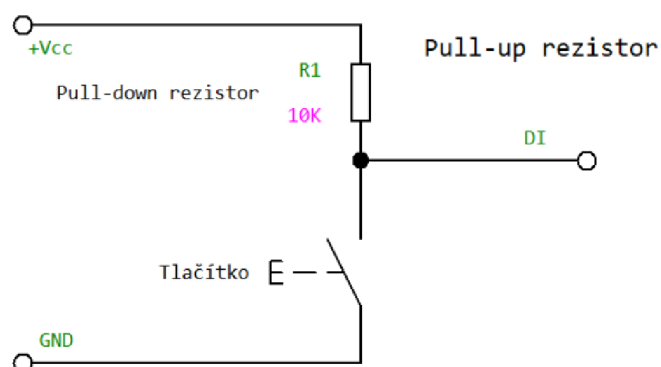 +Vcc
Pull-up rezistor
R1
Pull-down rezistor
10K
DI
Tlačítko
GND